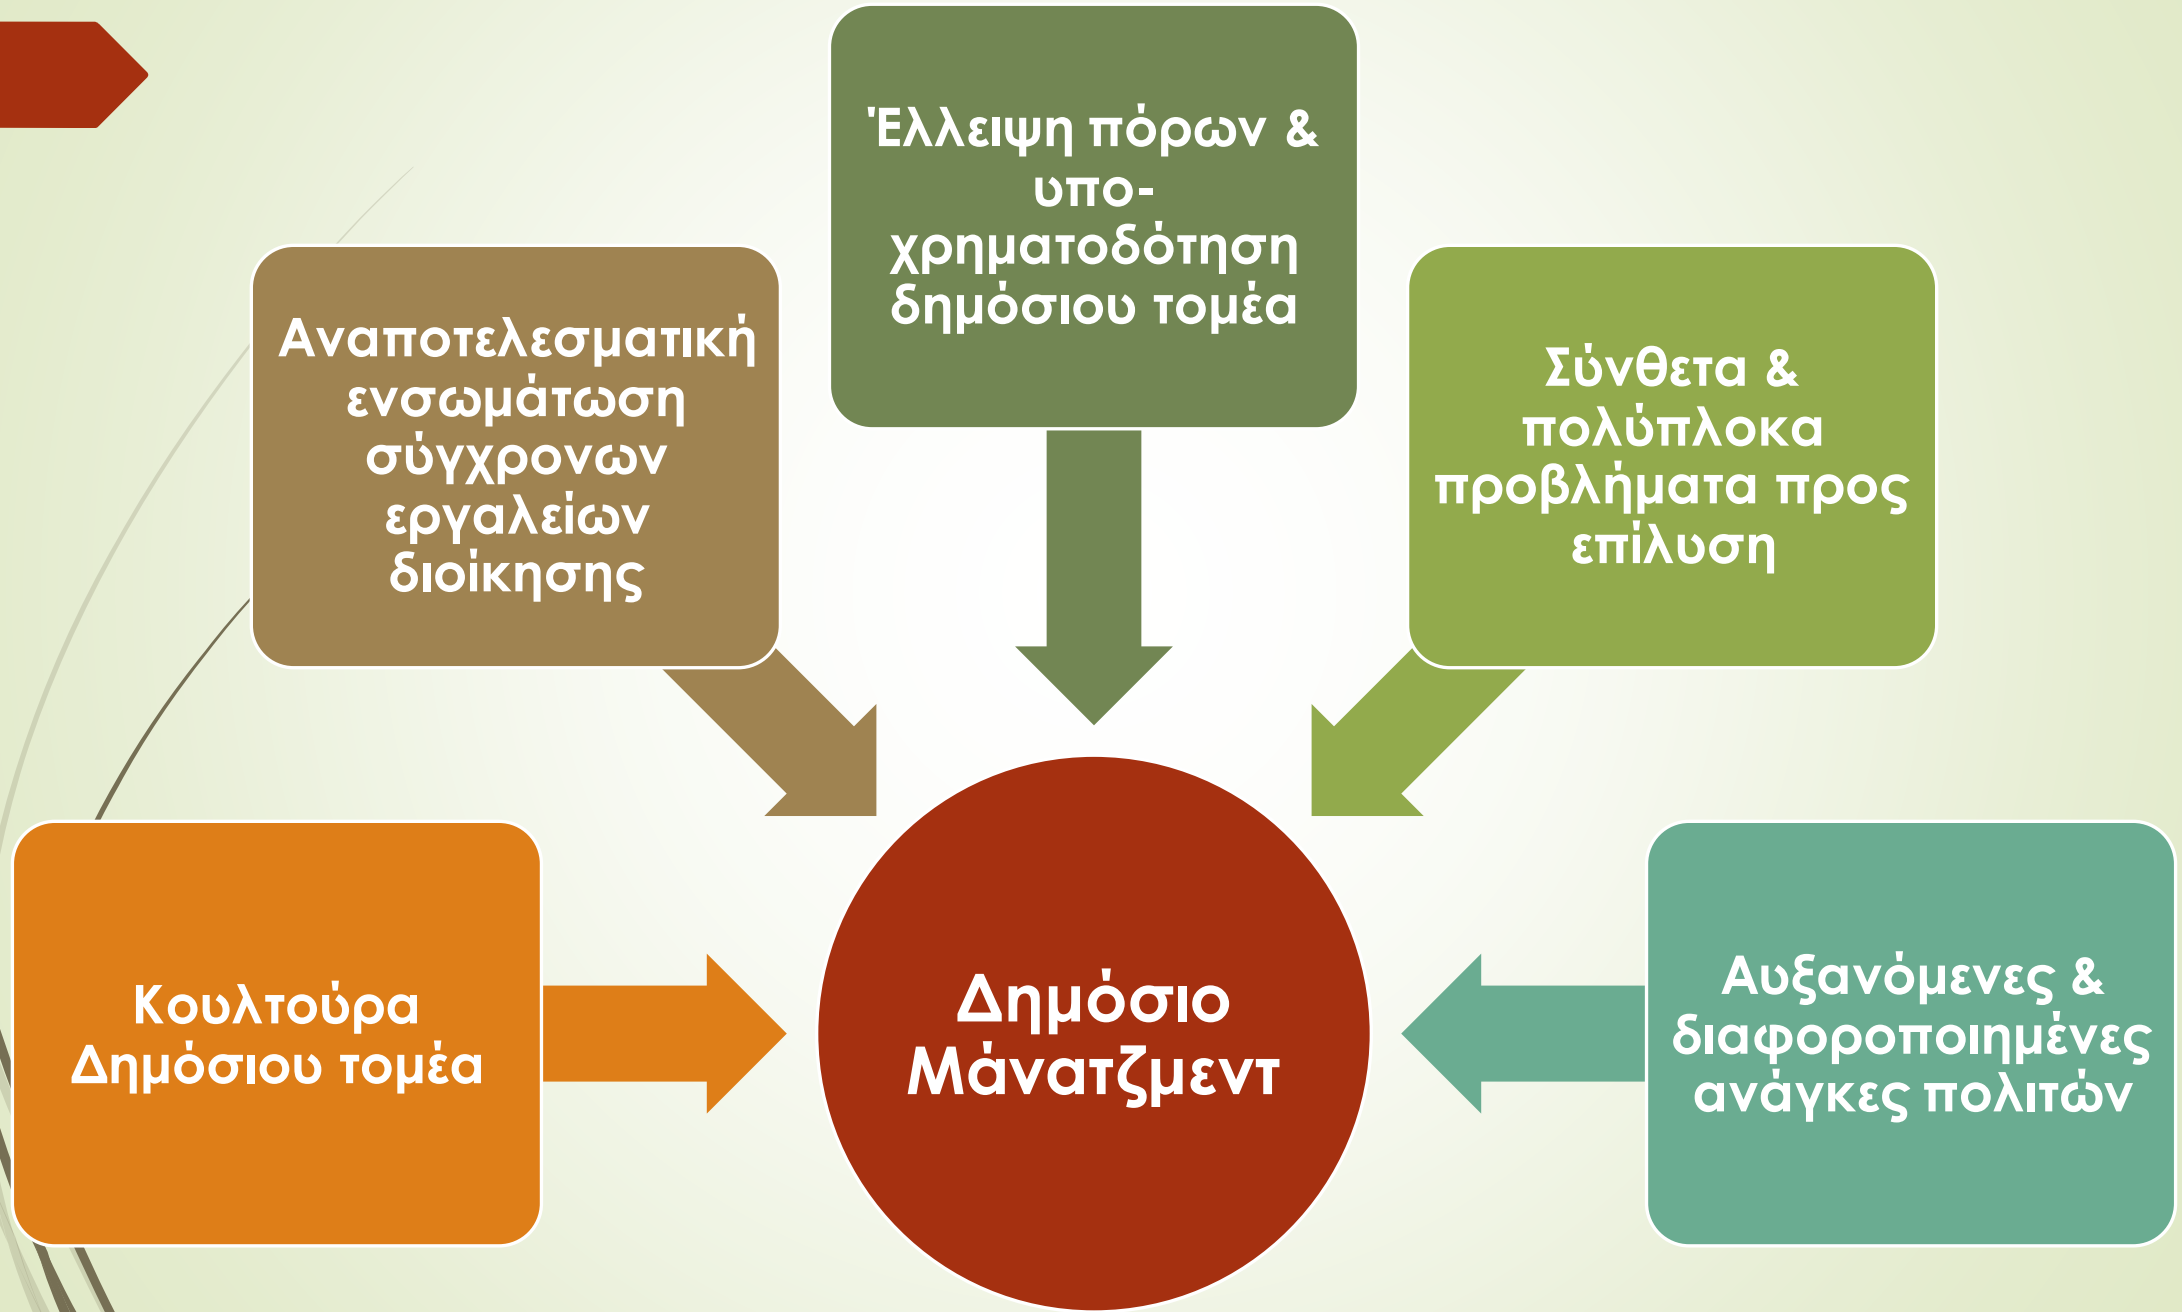 Έλλειψη πόρων &
υπο-
χρηματοδότηση
δημόσιου τομέα
Αναποτελεσματική
ενσωμάτωση
σύγχρονων
εργαλείων
διοίκησης
Σύνθετα &
πολύπλοκα
προβλήματα προς
επίλυση
Κουλτούρα
Δημόσιου τομέα
Δημόσιο
Μάνατζμεντ
Αυξανόμενες &
διαφοροποιημένες
ανάγκες πολιτών